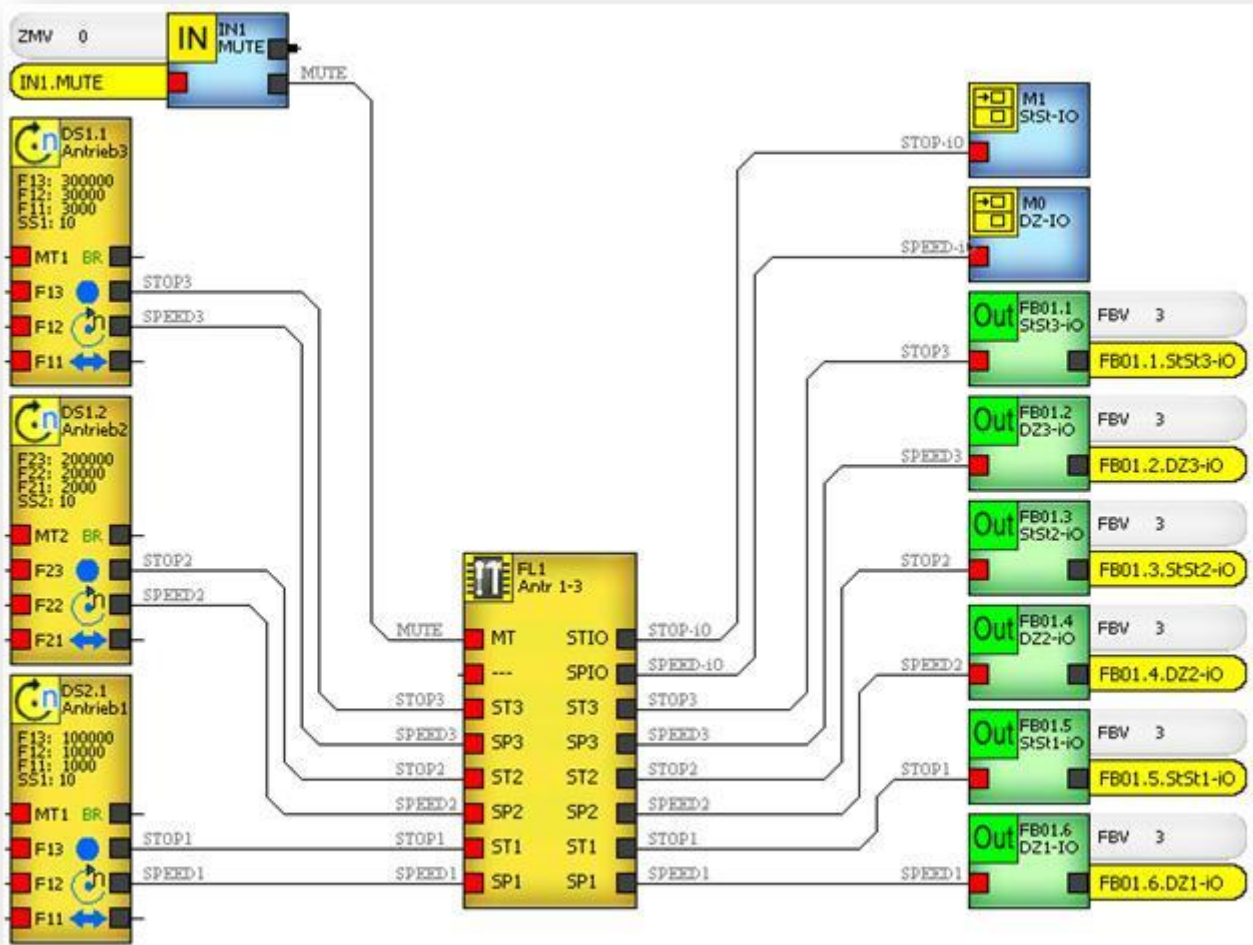 ZMV 0
IN
IN1
MUTE
IN1.MUTE
MUTE
DS1.1
Antrieb3
F13: 300000
F12: 30000
F11: 3000
SS1: 10
MT1 BR
F13
STOP3
F12
SPEED3
F11
DS1.2
Antrieb2
F23: 200000
F22: 20000
F21: 2000
SS2: 10
MT2 BR
F23
STOP2
F22
SPEED2
F21
DS2.1
Antrieb1
F13: 100000
F12: 10000
F11: 1000
SS1: 10
MT1 BR
F13
STOP1
F12
SPEED1
F11
FL1
Antr 1-3
MUTE MT STIO STOP-iO
--- SPIO SPEED-iO
STOP3 ST3 ST3 STOP3
SPEED3 SP3 SP3 SPEED3
STOP2 ST2 ST2 STOP2
SPEED2 SP2 SP2 SPEED2
STOP1 ST1 ST1 STOP1
SPEED1 SP1 SP1 SPEED1
M1
StSt-IO
STOP-iO
M0
DZ-IO
SPEED-i
Out
FB01.1
StSt3-iO
FBV 3
STOP3
FB01.1.StSt3-iO
Out
FB01.2
DZ3-iO
FBV 3
SPEED3
FB01.2.DZ3-iO
Out
FB01.3
StSt2-iO
FBV 3
STOP2
FB01.3.StSt2-iO
Out
FB01.4
DZ2-iO
FBV 3
SPEED2
FB01.4.DZ2-iO
Out
FB01.5
StSt1-iO
FBV 3
STOP1
FB01.5.StSt1-iO
Out
FB01.6
DZ1-IO
FBV 3
SPEED1
FB01.6.DZ1-iO